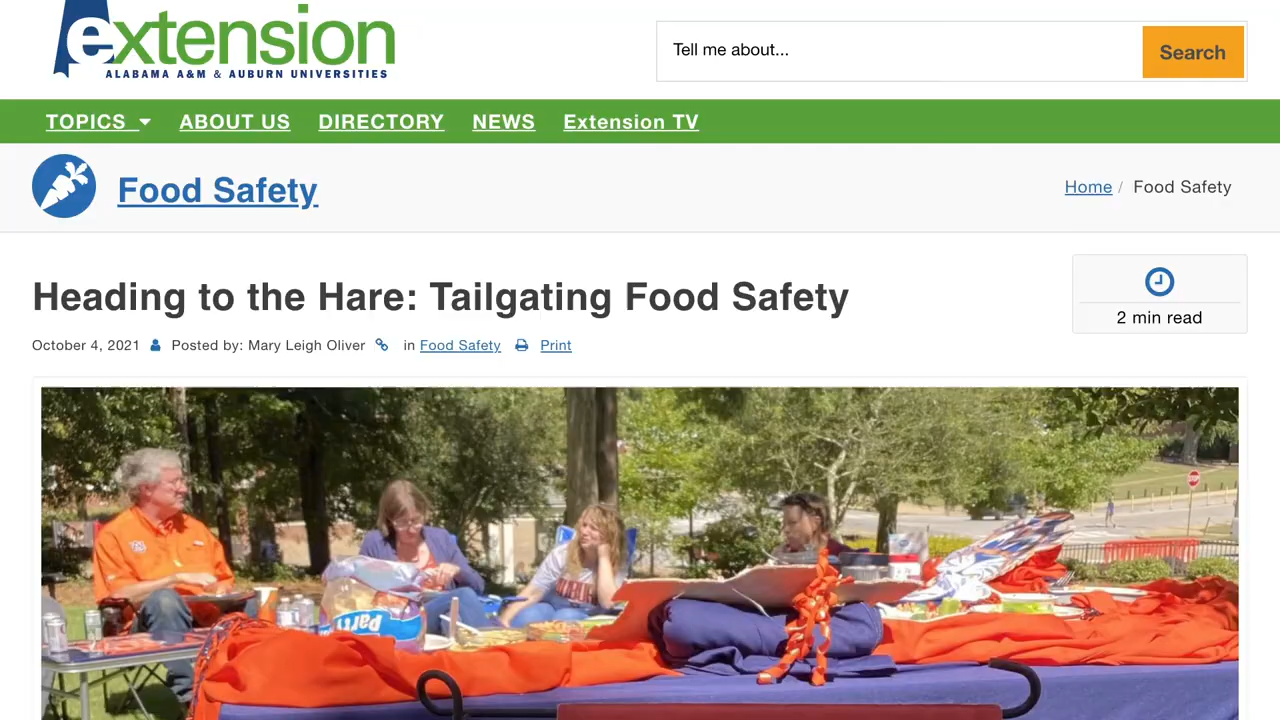 extension
ALABAMA A&M & AUBURN UNIVERSITIES
Tell me about...
Search
TOPICS
ABOUT US
DIRECTORY
NEWS
Extension TV
Food Safety
Home / Food Safety
Heading to the Hare: Tailgating Food Safety
2 min read
October 4, 2021 Posted by: Mary Leigh Oliver in Food Safety Print
Party